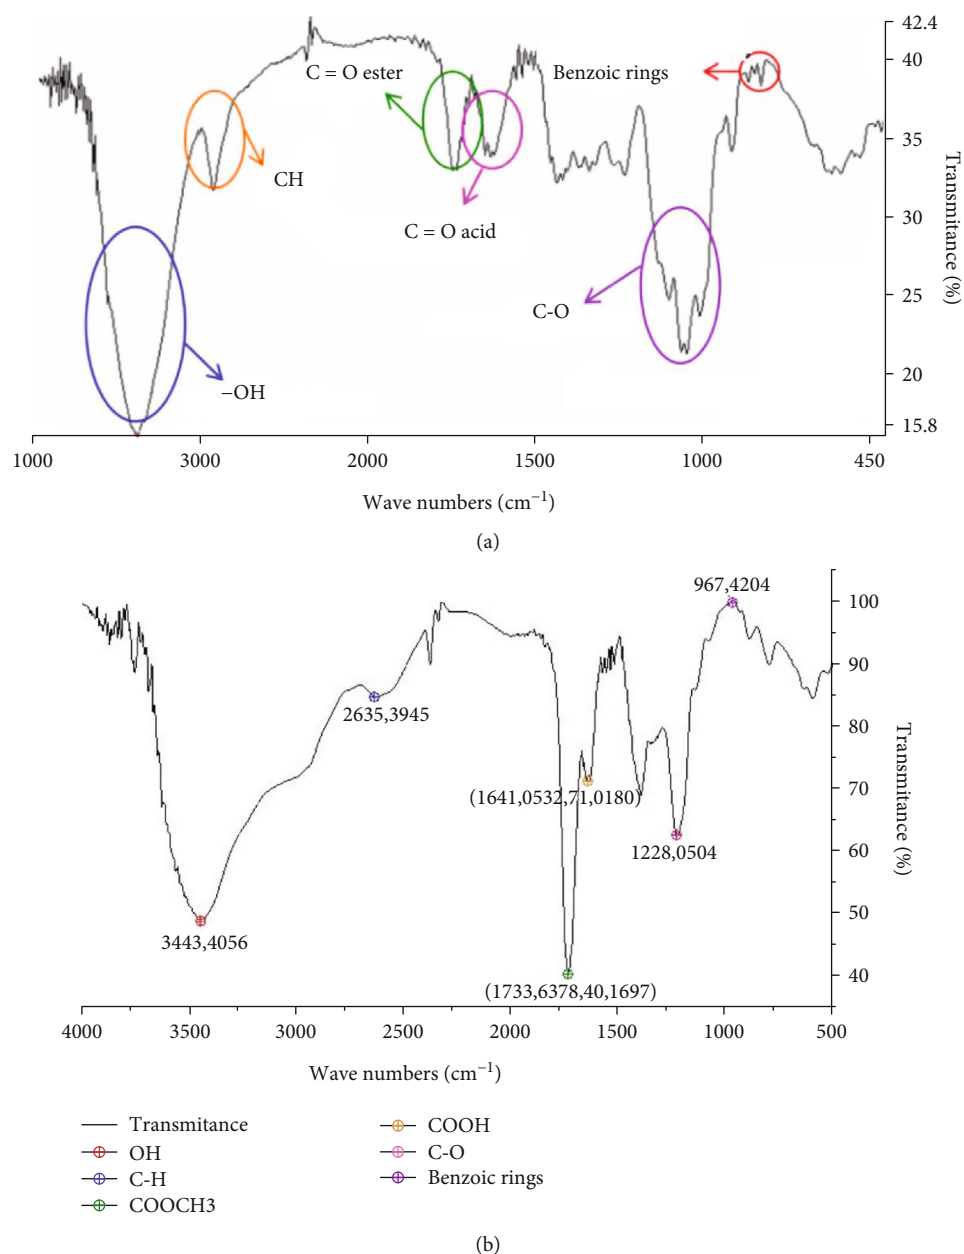 42.4
40
35
30
25
20
15.8
Transmitance (%)
C = O ester
Benzoic rings
CH
C = O acid
C-O
–OH
1000 3000 2000 1500 1000 450
Wave numbers (cm⁻¹)
(a)
967,4204
100
90
80
70
60
50
40
Transmitance (%)
2635,3945
(1641,0532,71,0180)
1228,0504
3443,4056
(1733,6378,40,1697)
4000 3500 3000 2500 2000 1500 1000 500
Wave numbers (cm⁻¹)
Transmitance
OH
C-H
COOCH3
COOH
C-O
Benzoic rings
(b)